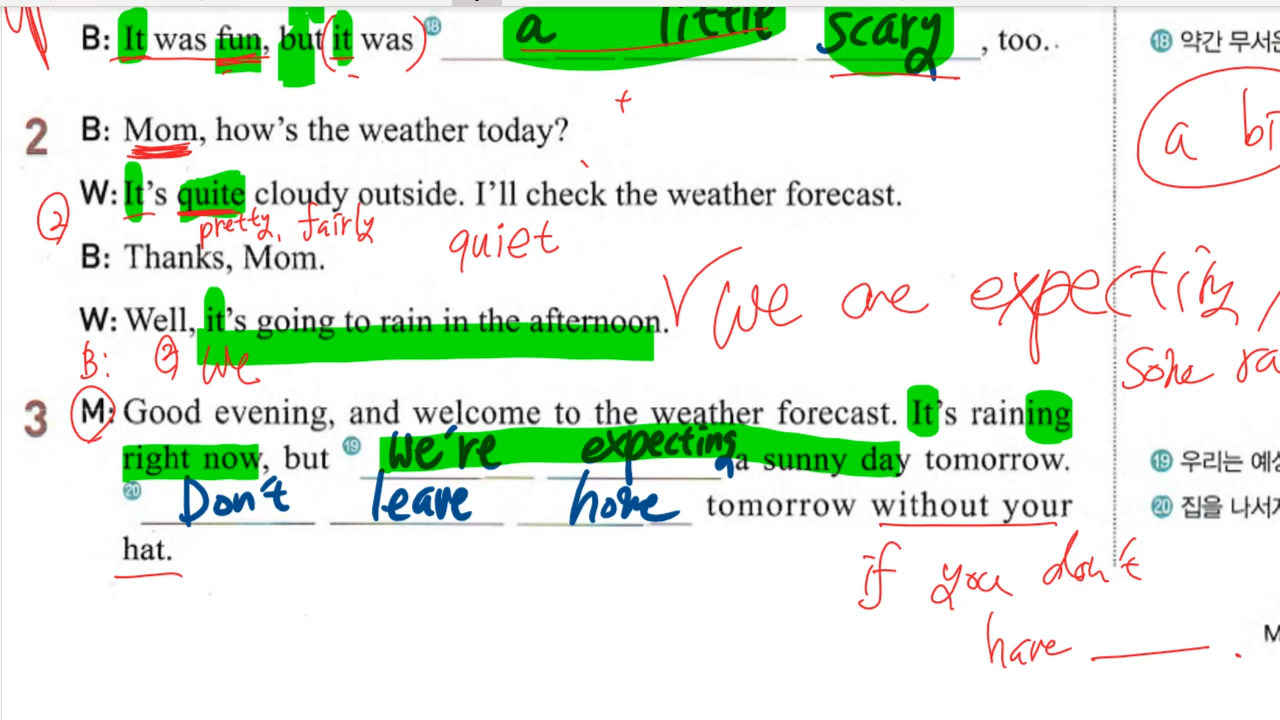 B: It was fun, but (it was) ⑱ a little scary, too.
⑱ 약간 무서운
a bi
2 B: Mom, how's the weather today?
W: It's quite cloudy outside. I'll check the weather forecast.
pretty, fairly
quiet
B: Thanks, Mom.
W: Well, it's going to rain in the afternoon.
We are expecting
some ra
B: ② We
3 M: Good evening, and welcome to the weather forecast. It's raining
right now, but ⑲ we're expecting a sunny day tomorrow.
⑲ 우리는 예상
⑳ Don't leave home tomorrow without your
⑳ 집을 나서지
hat.
if you don't
have ____.
M